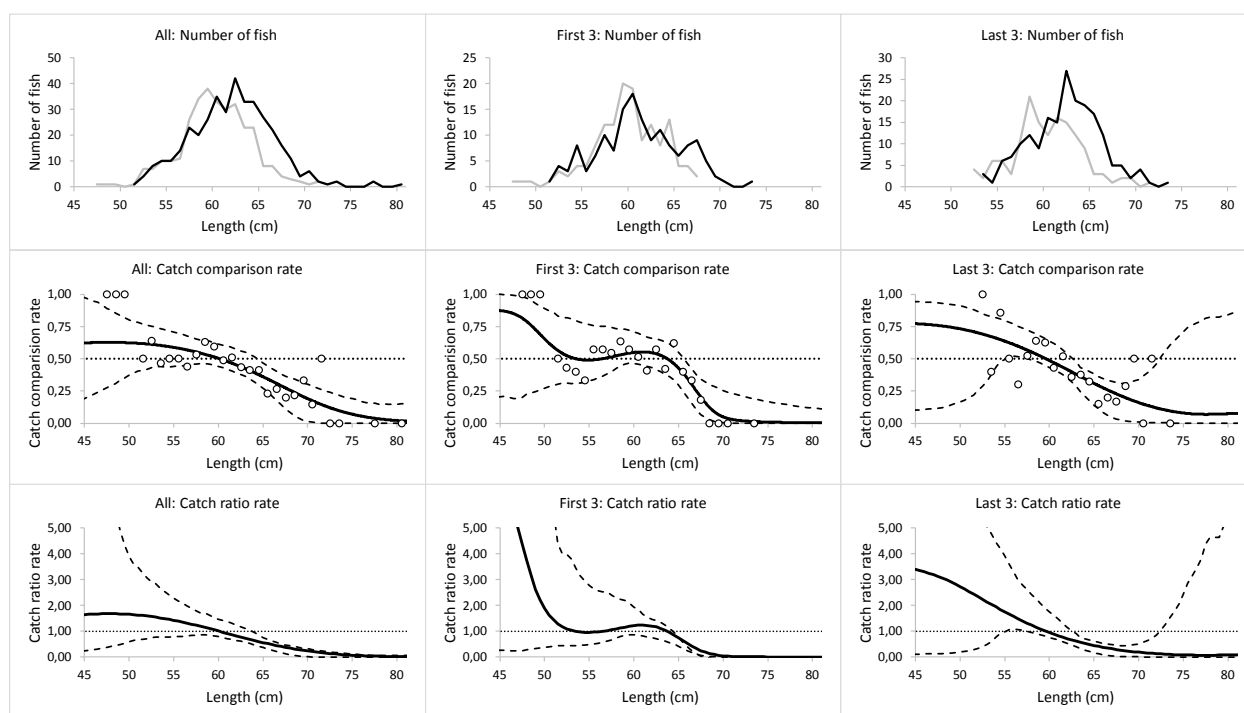 All: Number of fish
50
40
30
20
10
0
Number of fish
45 50 55 60 65 70 75 80
Length (cm)
First 3: Number of fish
25
20
15
10
5
0
Number of fish
45 50 55 60 65 70 75 80
Length (cm)
Last 3: Number of fish
30
25
20
15
10
5
0
Number of fish
45 50 55 60 65 70 75 80
Length (cm)
All: Catch comparison rate
1,00
0,75
0,50
0,25
0,00
Catch comparision rate
45 50 55 60 65 70 75 80
Length (cm)
First 3: Catch comparison rate
1,00
0,75
0,50
0,25
0,00
Catch comparision rate
45 50 55 60 65 70 75 80
Length (cm)
Last 3: Catch comparison rate
1,00
0,75
0,50
0,25
0,00
Catch comparision rate
45 50 55 60 65 70 75 80
Length (cm)
All: Catch ratio rate
5,00
4,00
3,00
2,00
1,00
0,00
Catch ratio rate
45 50 55 60 65 70 75 80
Length (cm)
First 3: Catch ratio rate
5,00
4,00
3,00
2,00
1,00
0,00
Catch ratio rate
45 50 55 60 65 70 75 80
Length (cm)
Last 3: Catch ratio rate
5,00
4,00
3,00
2,00
1,00
0,00
Catch ratio rate
45 50 55 60 65 70 75 80
Length (cm)